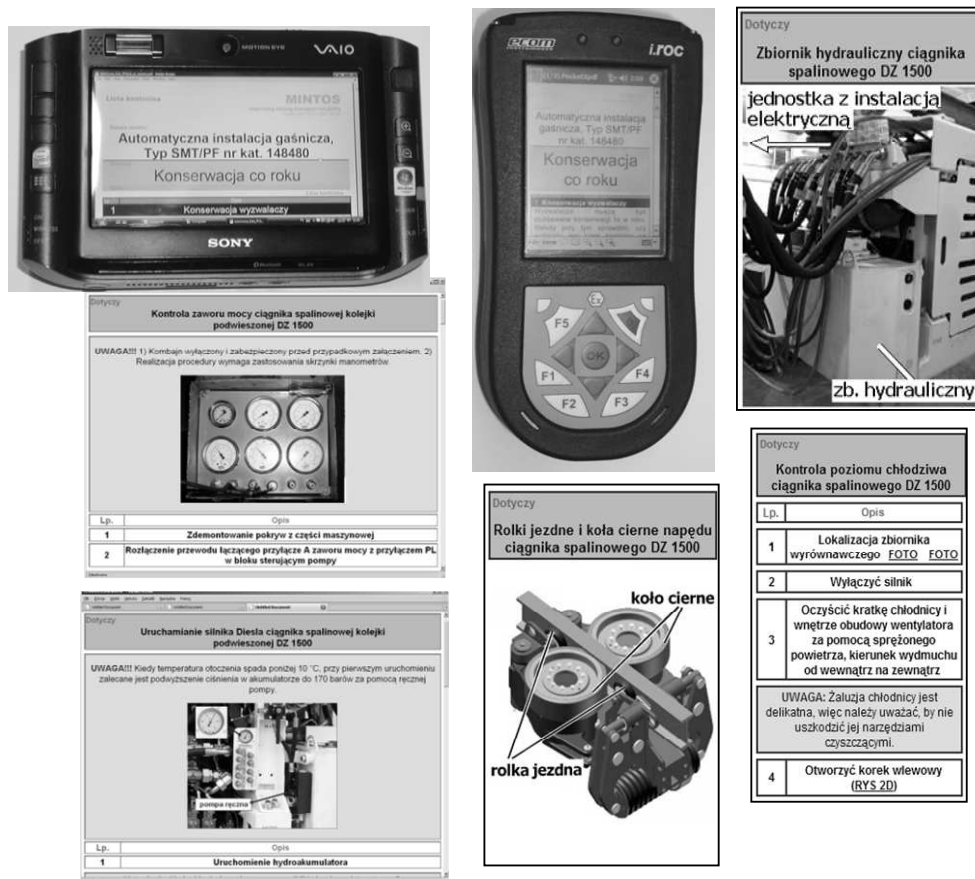 MOTION EYE
VAIO
Lista kontrolna
MINTOS
Automatyczna instalacja gaśnicza,
Typ SMT/PF nr kat. 148480
Konserwacja co roku
Opis
1 Konserwacja wyzwalaczy
SONY
ecom
i.roc
Automatyczna instalacja
gaśnicza, Typ SMT/PF
nr kat. 148480
Konserwacja
co roku
Konserwacja wyzwalaczy
Ex
F5
OK
F1
F4
F2
F3
Dotyczy
Zbiornik hydrauliczny ciągnika
spalinowego DZ 1500
jednostka z instalacją
elektryczną
zb. hydrauliczny
Dotyczy
Kontrola zaworu mocy ciągnika spalinowej kolejki
podwieszonej DZ 1500
UWAGA!!! 1) Kombajn wyłączony i zabezpieczony przed przypadkowym załączeniem. 2)
Realizacja procedury wymaga zastosowania skrzynki manometrów.
Lp. Opis
1 Zdemontowanie pokryw z części maszynowej
2 Rozłączenie przewodu łączącego przyłącze A zaworu mocy z przyłączem PL
w bloku sterującym pompy
Dotyczy
Uruchamianie silnika Diesla ciągnika spalinowej kolejki
podwieszonej DZ 1500
UWAGA!!! Kiedy temperatura otoczenia spada poniżej 10 °C, przy pierwszym uruchomieniu
zalecane jest podwyższenie ciśnienia w akumulatorze do 170 barów za pomocą ręcznej
pompy.
pompa ręczna
Lp. Opis
1 Uruchomienie hydroakumulatora
Dotyczy
Rolki jezdne i koła cierne napędu
ciągnika spalinowego DZ 1500
koło cierne
rolka jezdna
Dotyczy
Kontrola poziomu chłodziwa
ciągnika spalinowego DZ 1500
Lp. Opis
1 Lokalizacja zbiornika
wyrównawczego FOTO FOTO
2 Wyłączyć silnik
3 Oczyścić kratkę chłodnicy i
wnętrze obudowy wentylatora
za pomocą sprężonego
powietrza, kierunek wydmuchu
od wewnątrz na zewnątrz
UWAGA: Żaluzja chłodnicy jest
delikatna, więc należy uważać, by nie
uszkodzić jej narzędziami
czyszczącymi.
4 Otworzyć korek wlewowy
(RYS 2D)